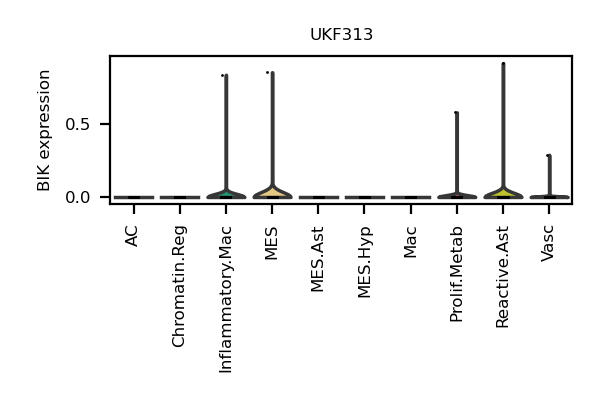 UKF313
BIK expression
0.5
0.0
AC
Chromatin.Reg
Inflammatory.Mac
MES
MES.Ast
MES.Hyp
Mac
Prolif.Metab
Reactive.Ast
Vasc